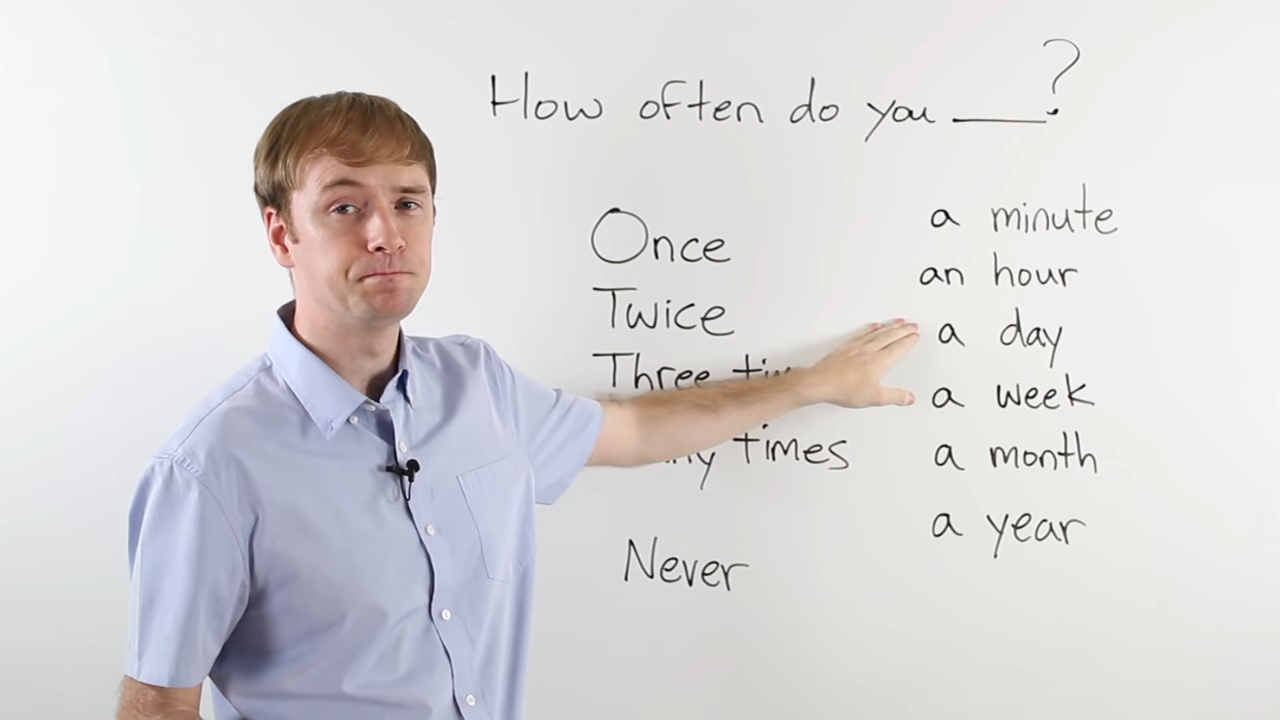 How often do you ___?
Once
Twice
Three
times
Never
a minute
an hour
a day
a week
a month
a year